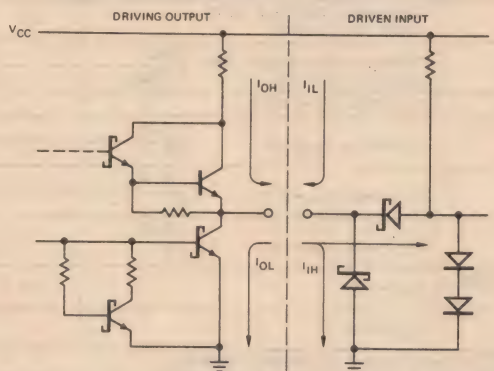 DRIVING OUTPUT
DRIVEN INPUT
VCC
IOH
IIL
IOL
IIH